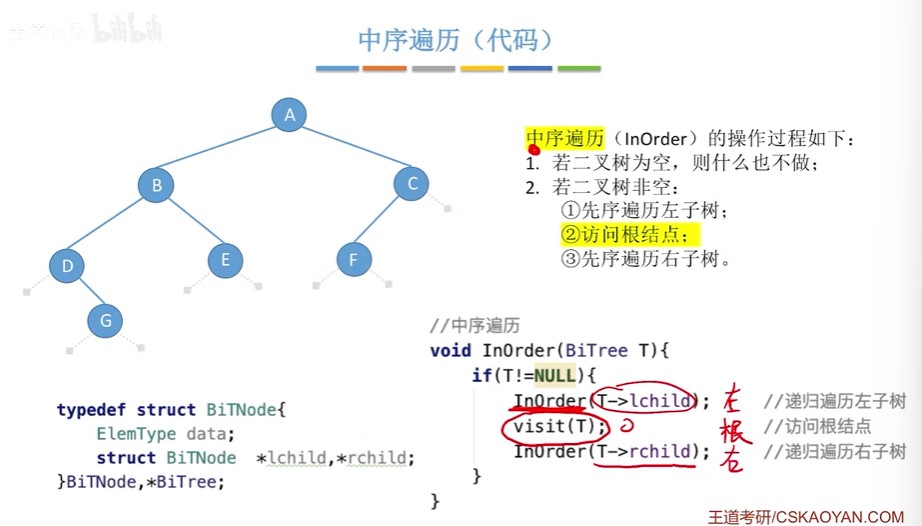 中序遍历（代码）
A
B
C
D
E
F
G
中序遍历（InOrder）的操作过程如下：
1. 若二叉树为空，则什么也不做；
2. 若二叉树非空：
①先序遍历左子树；
②访问根结点；
③先序遍历右子树。
//中序遍历
void InOrder(BiTree T){
if(T!=NULL){
InOrder(T->lchild); 左 //递归遍历左子树
visit(T); 根 //访问根结点
InOrder(T->rchild); 右 //递归遍历右子树
}
}
typedef struct BiTNode{
ElemType data;
struct BiTNode *lchild,*rchild;
}BiTNode,*BiTree;
王道考研/CSKAOYAN.COM